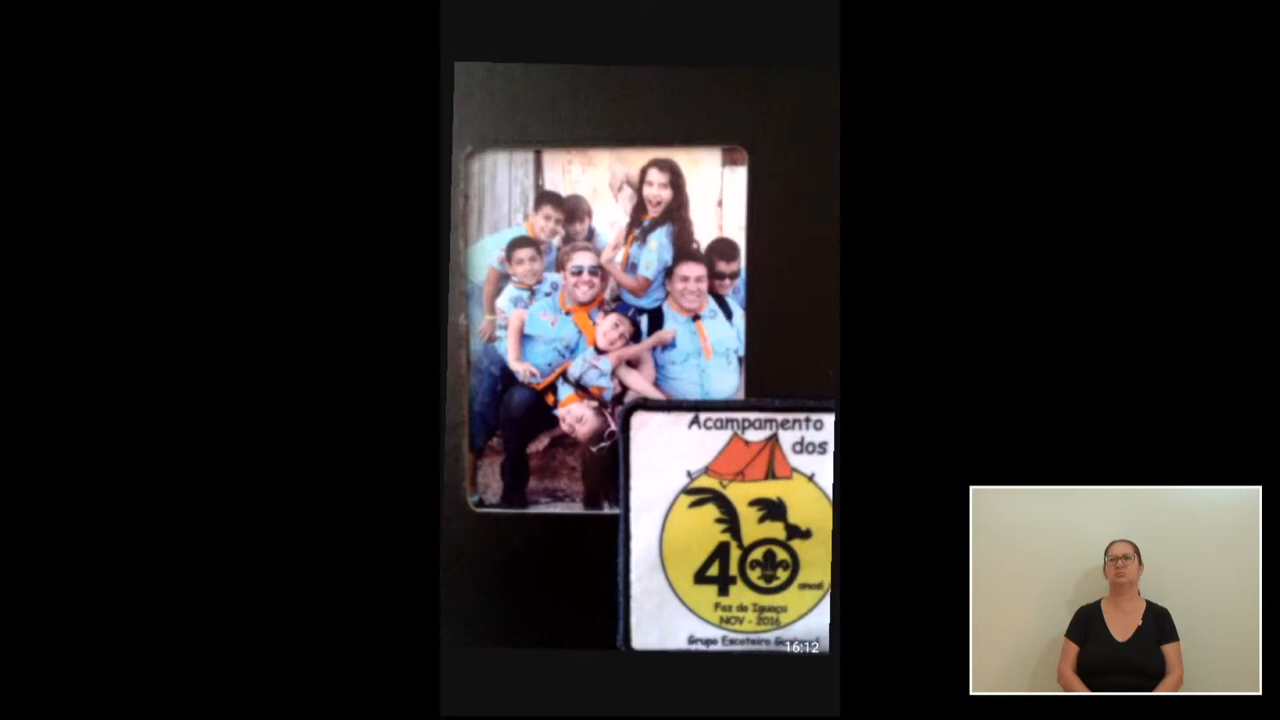 Acampamento
dos
40
anos!
Foz do Iguaçu
NOV - 2016
Grupo Escoteiro
16:12